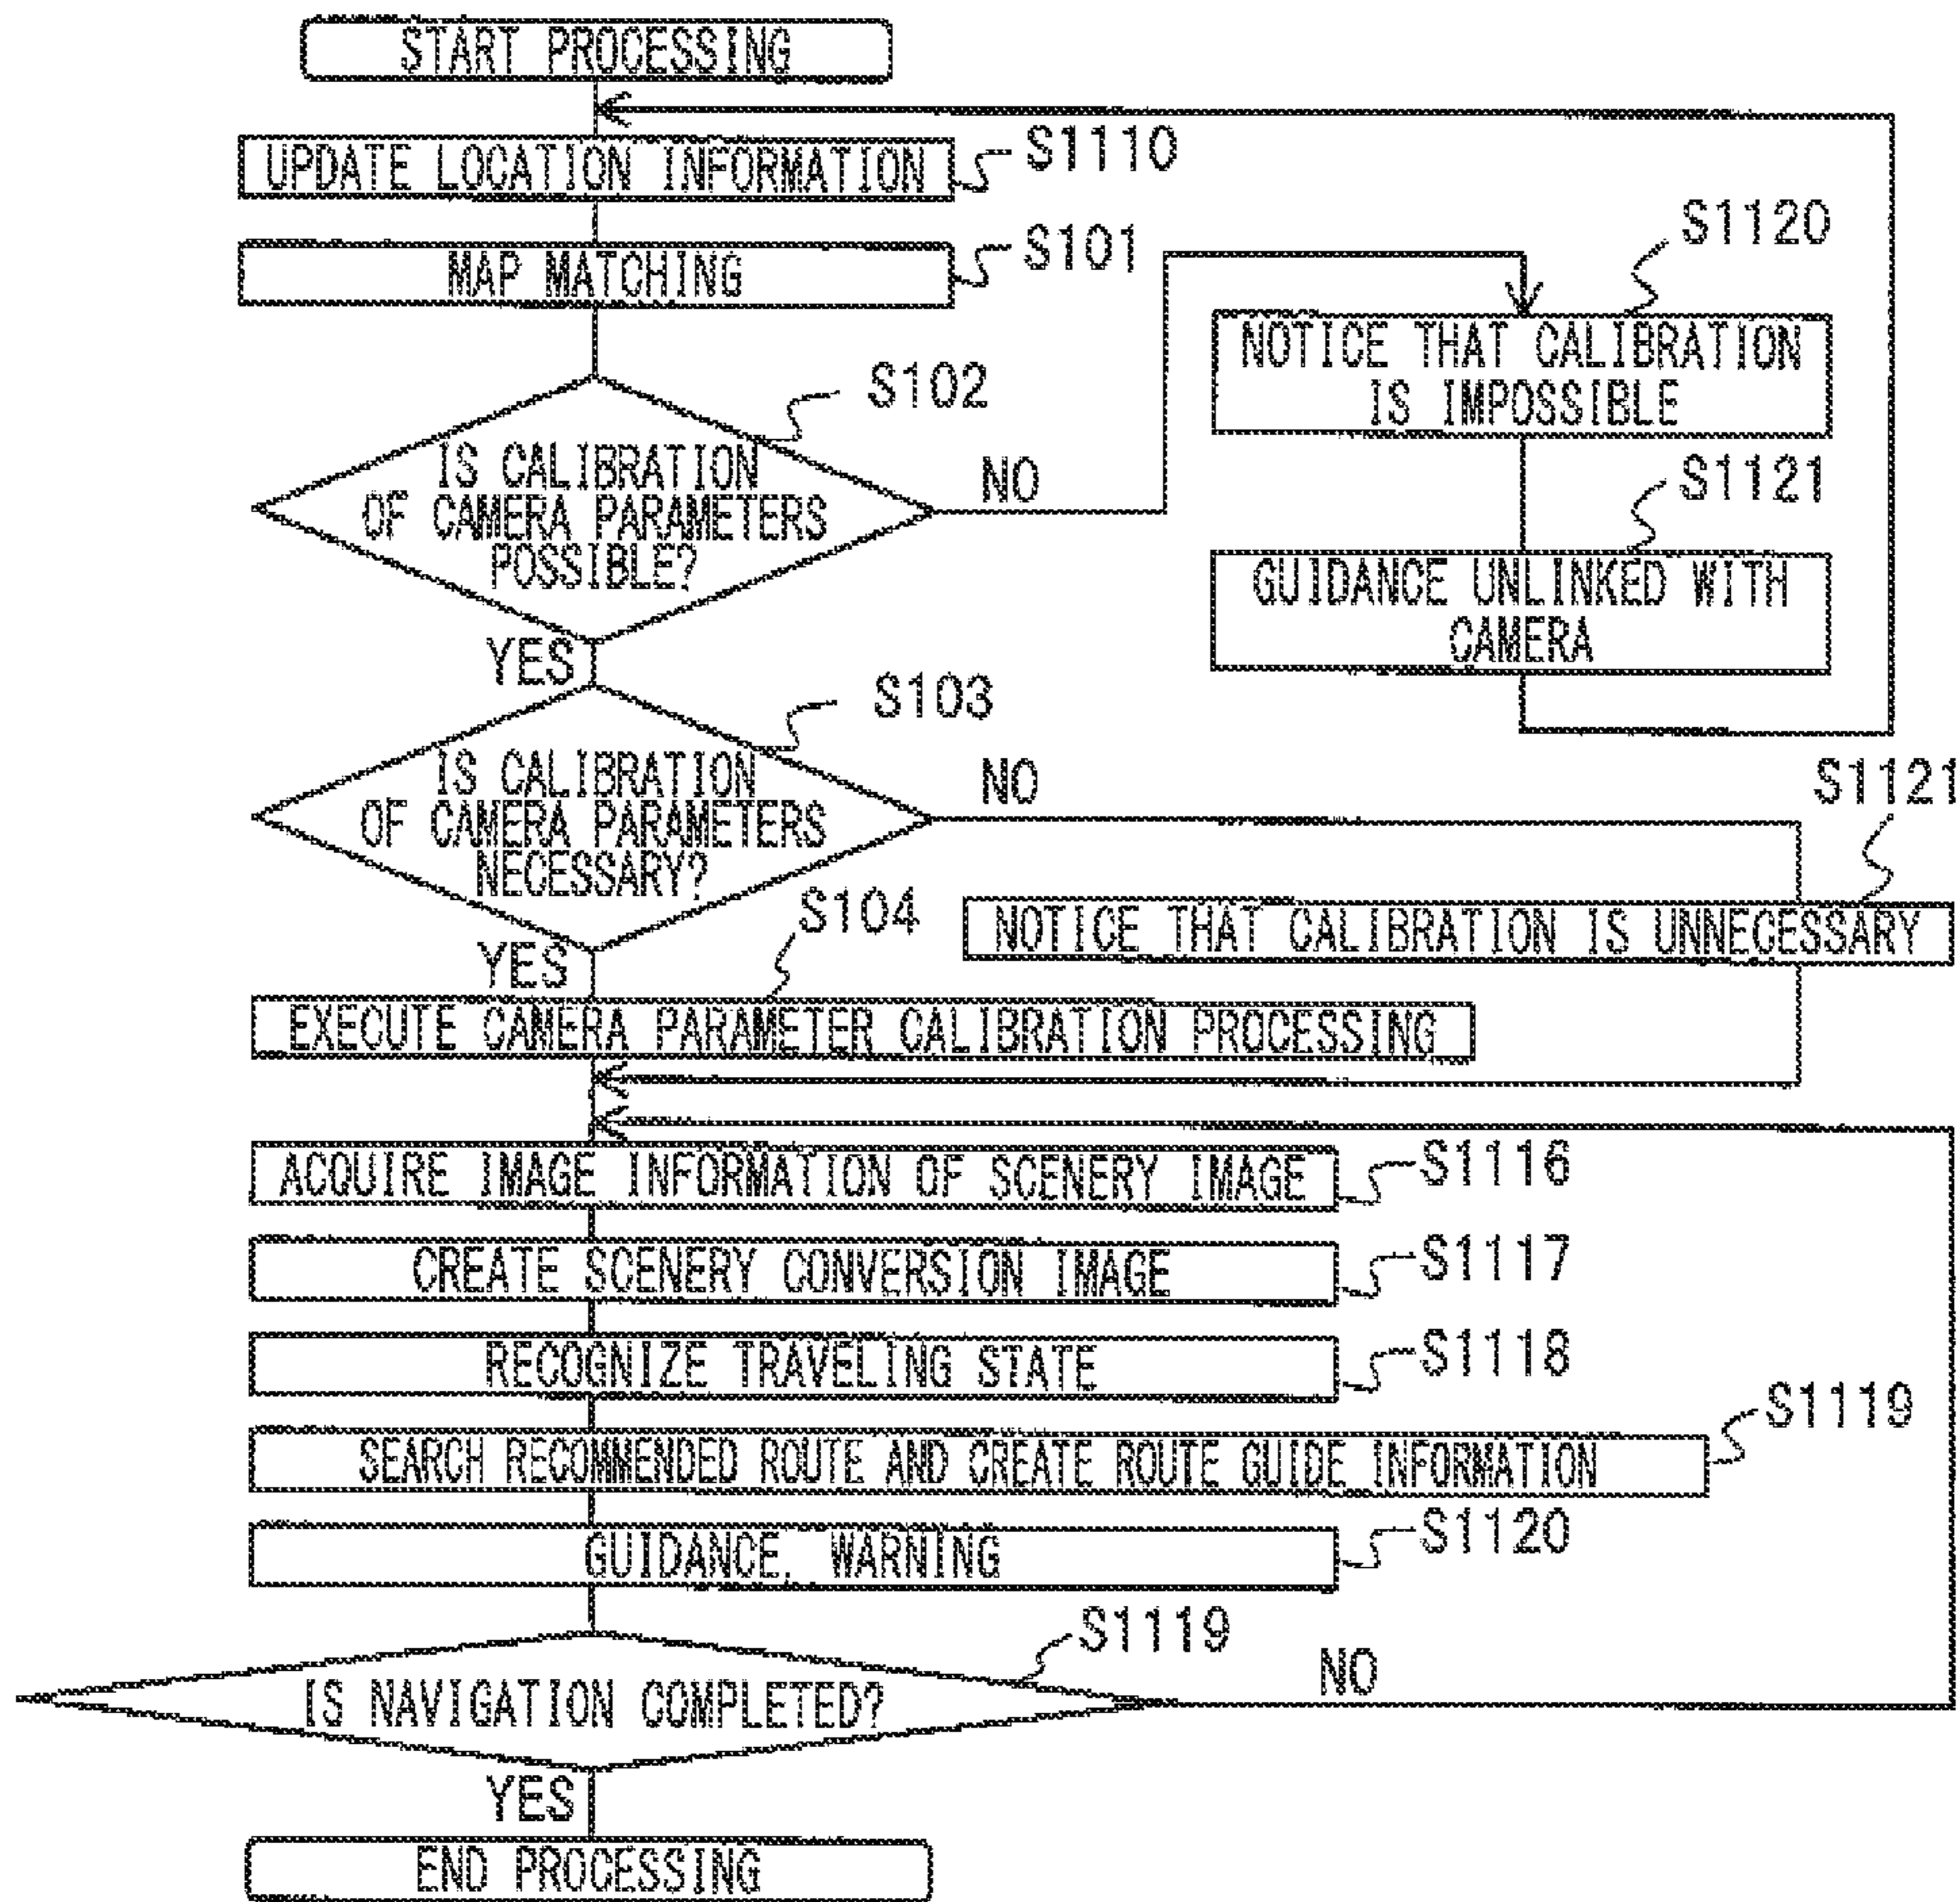 START PROCESSING
UPDATE LOCATION INFORMATION
S1110
MAP MATCHING
S101
S1120
NOTICE THAT CALIBRATION
IS IMPOSSIBLE
S102
IS CALIBRATION
OF CAMERA PARAMETERS
POSSIBLE?
NO
S1121
GUIDANCE UNLINKED WITH
CAMERA
YES
S103
IS CALIBRATION
OF CAMERA PARAMETERS
NECESSARY?
NO
S1121
NOTICE THAT CALIBRATION IS UNNECESSARY
YES
S104
EXECUTE CAMERA PARAMETER CALIBRATION PROCESSING
ACQUIRE IMAGE INFORMATION OF SCENERY IMAGE
S1116
CREATE SCENERY CONVERSION IMAGE
S1117
RECOGNIZE TRAVELING STATE
S1118
SEARCH RECOMMENDED ROUTE AND CREATE ROUTE GUIDE INFORMATION
S1119
GUIDANCE. WARNING
S1120
IS NAVIGATION COMPLETED?
S1119
NO
YES
END PROCESSING